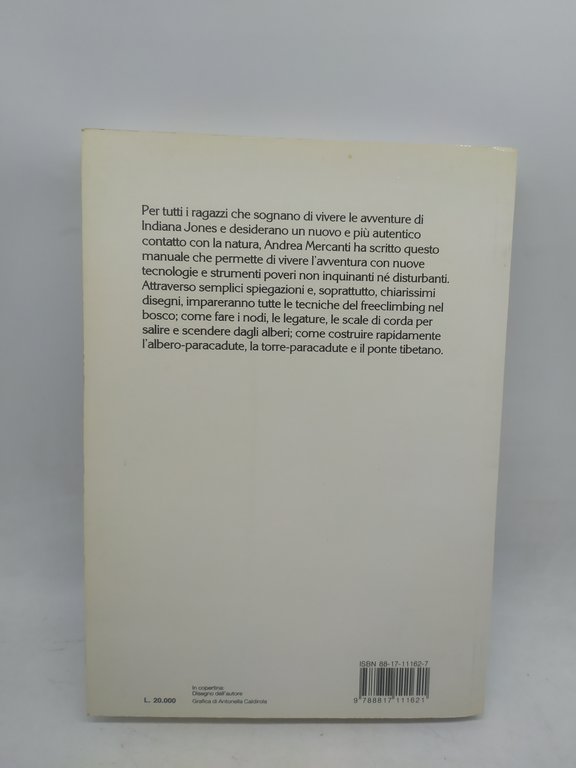 Per tutti i ragazzi che sognano di vivere le avventure di
Indiana Jones e desiderano un nuovo e più autentico
contatto con la natura, Andrea Mercanti ha scritto questo
manuale che permette di vivere l'avventura con nuove
tecnologie e strumenti poveri non inquinanti né disturbanti.
Attraverso semplici spiegazioni e, soprattutto, chiarissimi
disegni, impareranno tutte le tecniche del freeclimbing nel
bosco; come fare i nodi, le legature, le scale di corda per
salire e scendere dagli alberi; come costruire rapidamente
l'albero-paracadute, la torre-paracadute e il ponte tibetano.
ISBN 88-17-11162-7
9 788817 111621
L. 20.000
In copertina:
Disegno dell'autore
Grafica di Antonella Caldirola